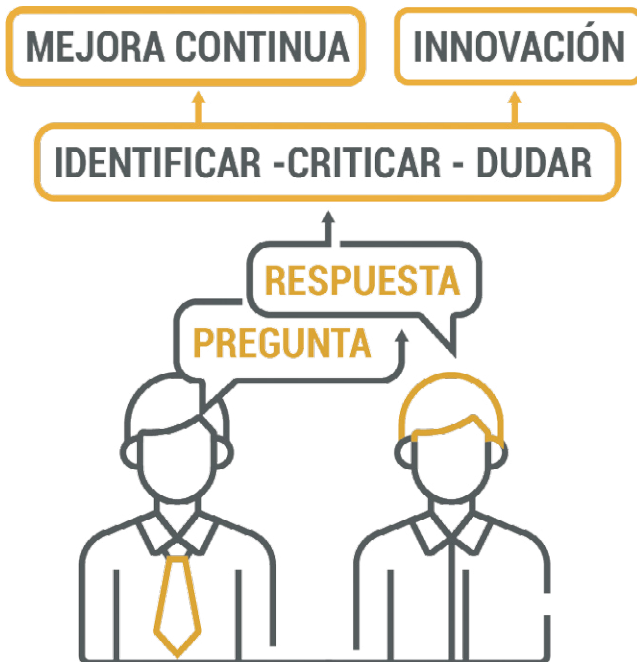 MEJORA CONTINUA
INNOVACIÓN
IDENTIFICAR -CRITICAR - DUDAR
RESPUESTA
PREGUNTA